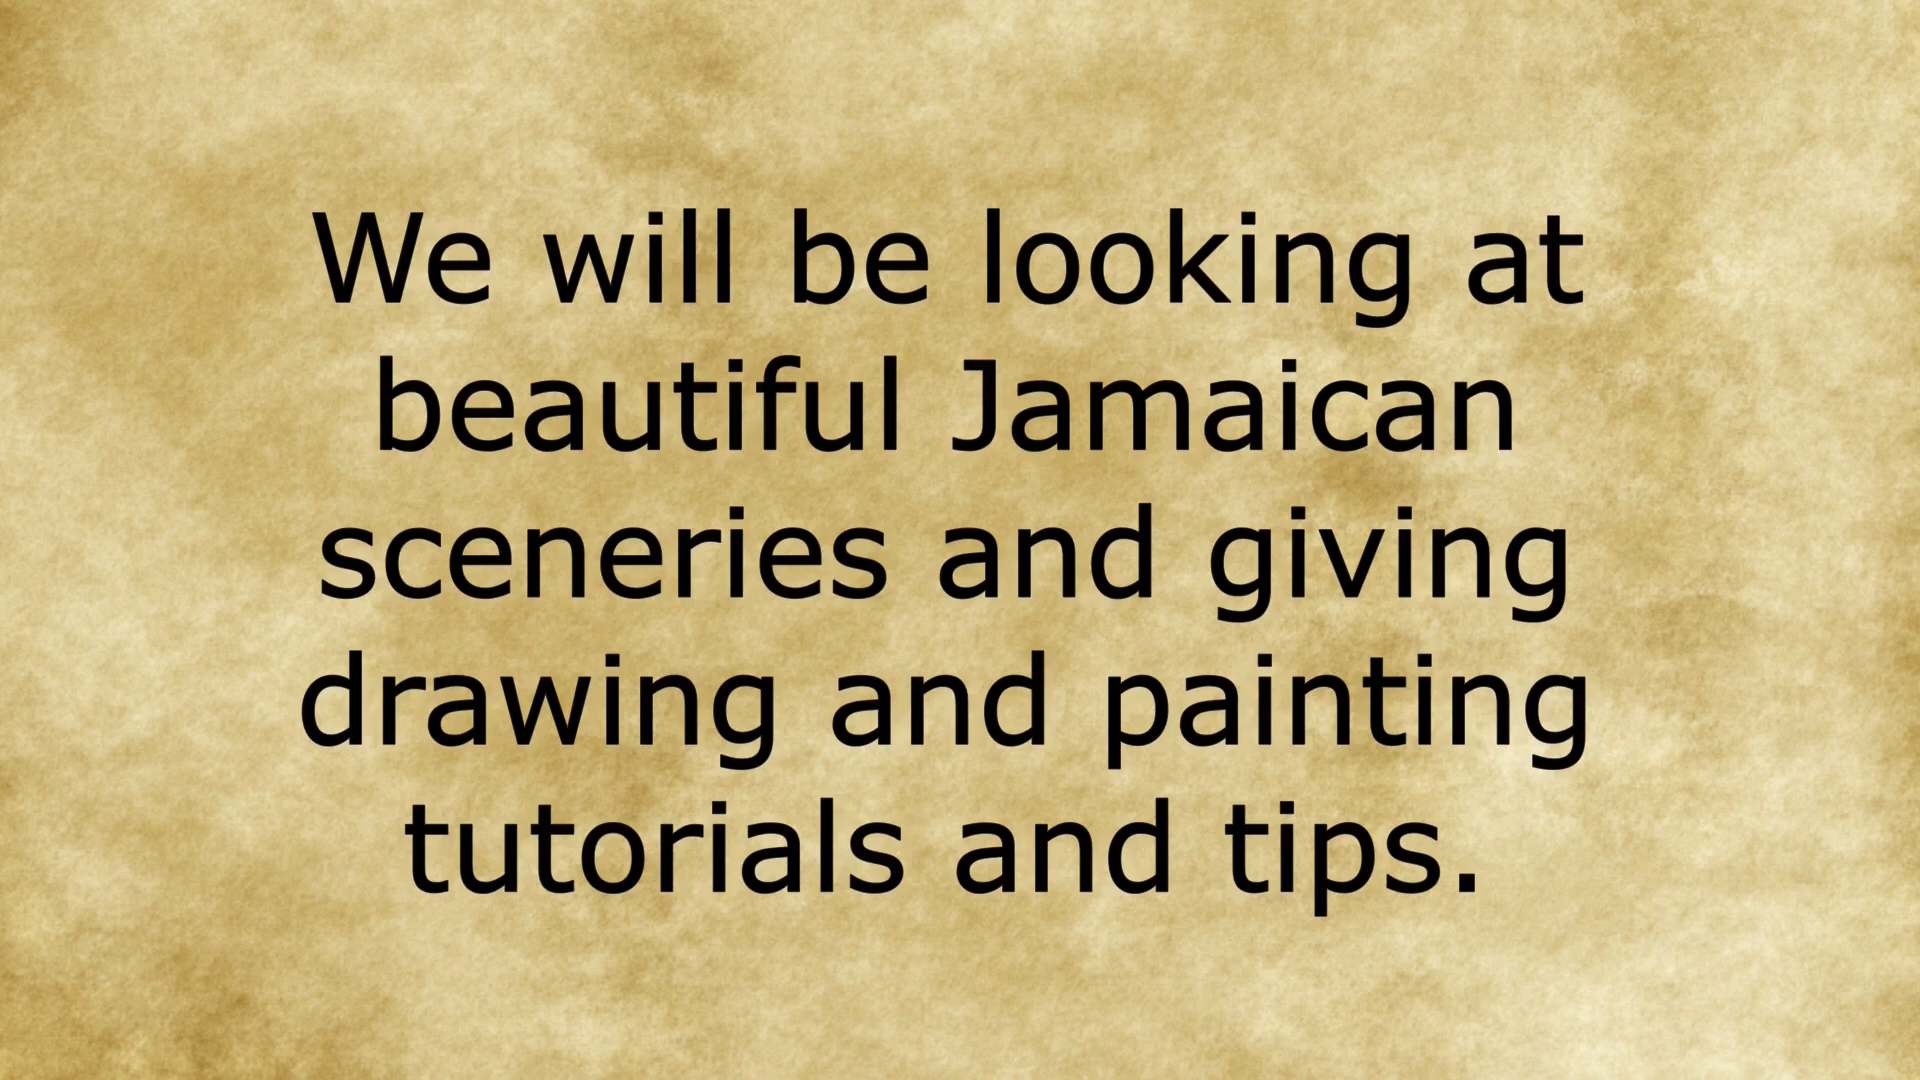 We will be looking at
beautiful Jamaican
sceneries and giving
drawing and painting
tutorials and tips.